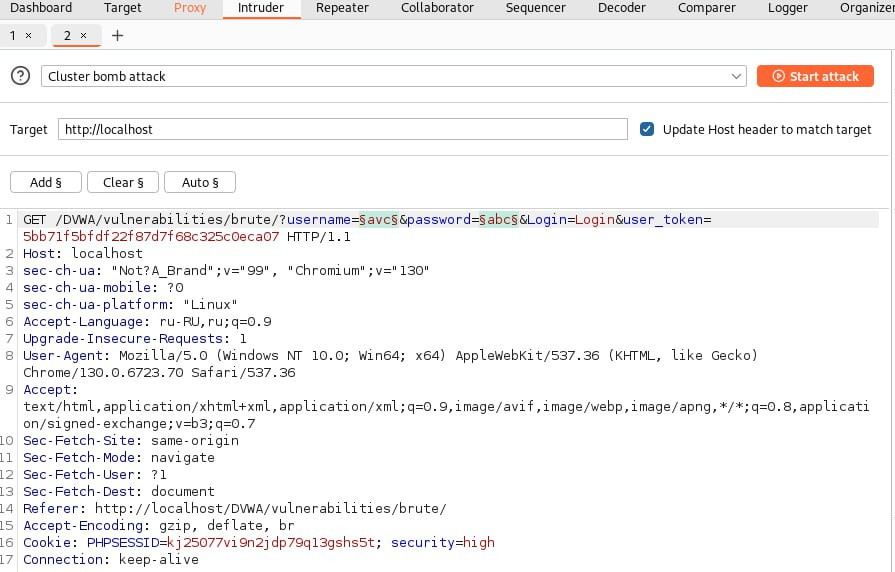 Dashboard Target Proxy Intruder Repeater Collaborator Sequencer Decoder Comparer Logger Organizer
1 × 2 × +
Cluster bomb attack Start attack
Target http://localhost Update Host header to match target
Add § Clear § Auto §
1 GET /DVWA/vulnerabilities/brute/?username=§avc§&password=§abc§&Login=Login&user_token=
5bb71f5bfdf22f87d7f68c325c0eca07 HTTP/1.1
2 Host: localhost
3 sec-ch-ua: "Not?A_Brand";v="99", "Chromium";v="130"
4 sec-ch-ua-mobile: ?0
5 sec-ch-ua-platform: "Linux"
6 Accept-Language: ru-RU,ru;q=0.9
7 Upgrade-Insecure-Requests: 1
8 User-Agent: Mozilla/5.0 (Windows NT 10.0; Win64; x64) AppleWebKit/537.36 (KHTML, like Gecko)
Chrome/130.0.6723.70 Safari/537.36
9 Accept:
text/html,application/xhtml+xml,application/xml;q=0.9,image/avif,image/webp,image/apng,*/*;q=0.8,applicati
on/signed-exchange;v=b3;q=0.7
10 Sec-Fetch-Site: same-origin
11 Sec-Fetch-Mode: navigate
12 Sec-Fetch-User: ?1
13 Sec-Fetch-Dest: document
14 Referer: http://localhost/DVWA/vulnerabilities/brute/
15 Accept-Encoding: gzip, deflate, br
16 Cookie: PHPSESSID=kj25077vi9n2jdp79q13gshs5t; security=high
17 Connection: keep-alive